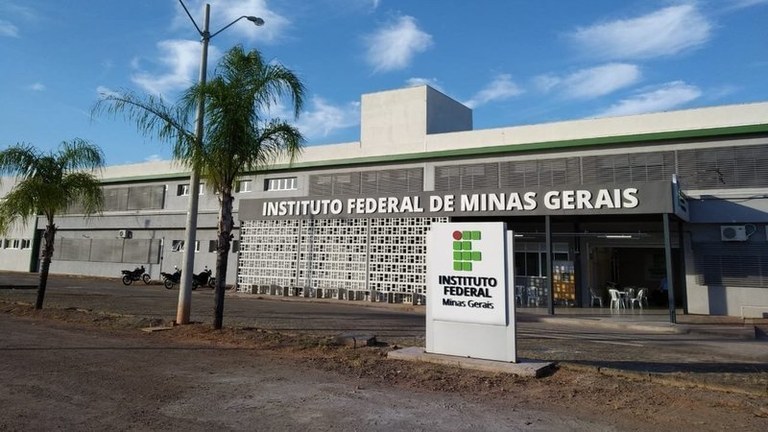 INSTITUTO FEDERAL DE MINAS GERAIS
INSTITUTO
FEDERAL
Minas Gerais